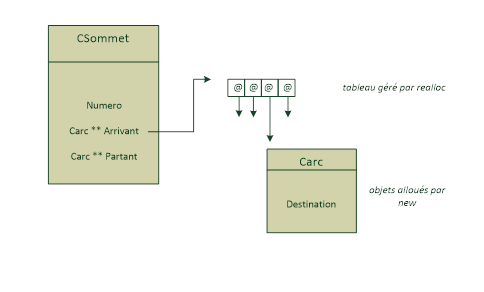 CSommet
Numero
Carc ** Arrivant
Carc ** Partant
@ @ @ @
tableau géré par realloc
Carc
Destination
objets alloués par
new